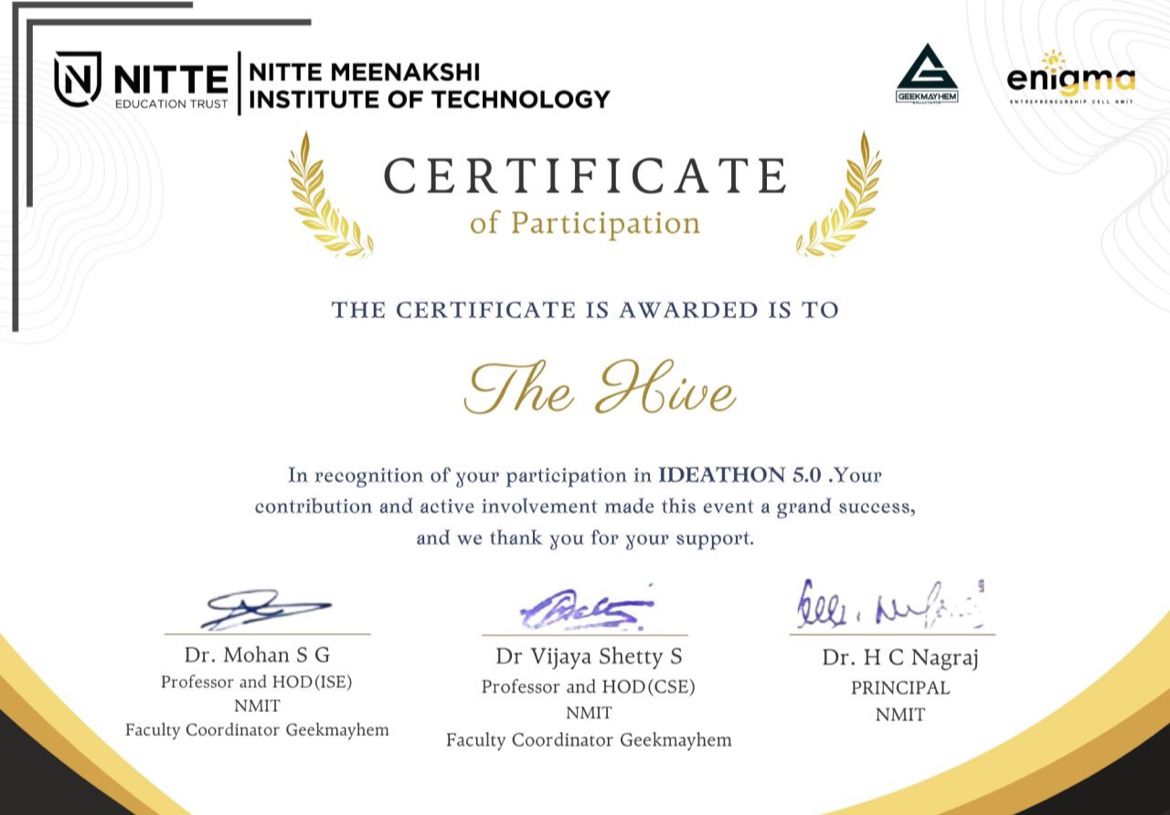 NITTE
EDUCATION TRUST
NITTE MEENAKSHI
INSTITUTE OF TECHNOLOGY
GEEKMAYHEM
enigma
ENTREPRENEURSHIP CELL NMIT
CERTIFICATE
of Participation
THE CERTIFICATE IS AWARDED IS TO
The Hive
In recognition of your participation in IDEATHON 5.0 .Your
contribution and active involvement made this event a grand success,
and we thank you for your support.
Dr. Mohan S G
Professor and HOD(ISE)
NMIT
Faculty Coordinator Geekmayhem
Dr Vijaya Shetty S
Professor and HOD(CSE)
NMIT
Faculty Coordinator Geekmayhem
Dr. H C Nagraj
PRINCIPAL
NMIT